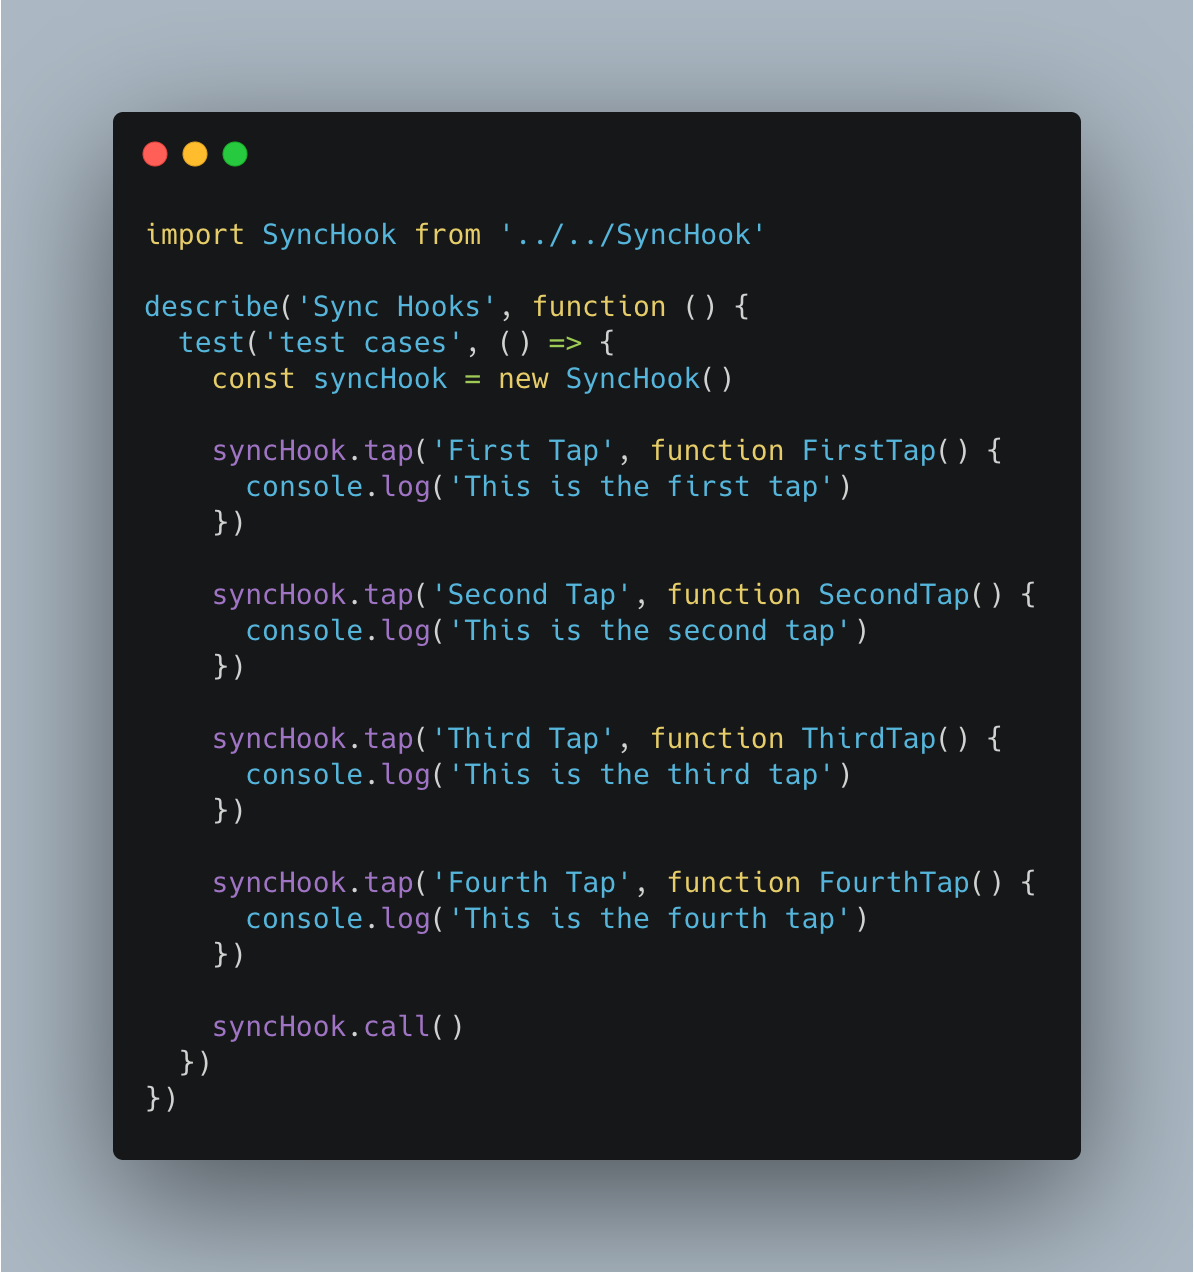 import SyncHook from '../../SyncHook'
describe('Sync Hooks', function () {
  test('test cases', () => {
    const syncHook = new SyncHook()
    syncHook.tap('First Tap', function FirstTap() {
      console.log('This is the first tap')
    })
    syncHook.tap('Second Tap', function SecondTap() {
      console.log('This is the second tap')
    })
    syncHook.tap('Third Tap', function ThirdTap() {
      console.log('This is the third tap')
    })
    syncHook.tap('Fourth Tap', function FourthTap() {
      console.log('This is the fourth tap')
    })
    syncHook.call()
  })
})